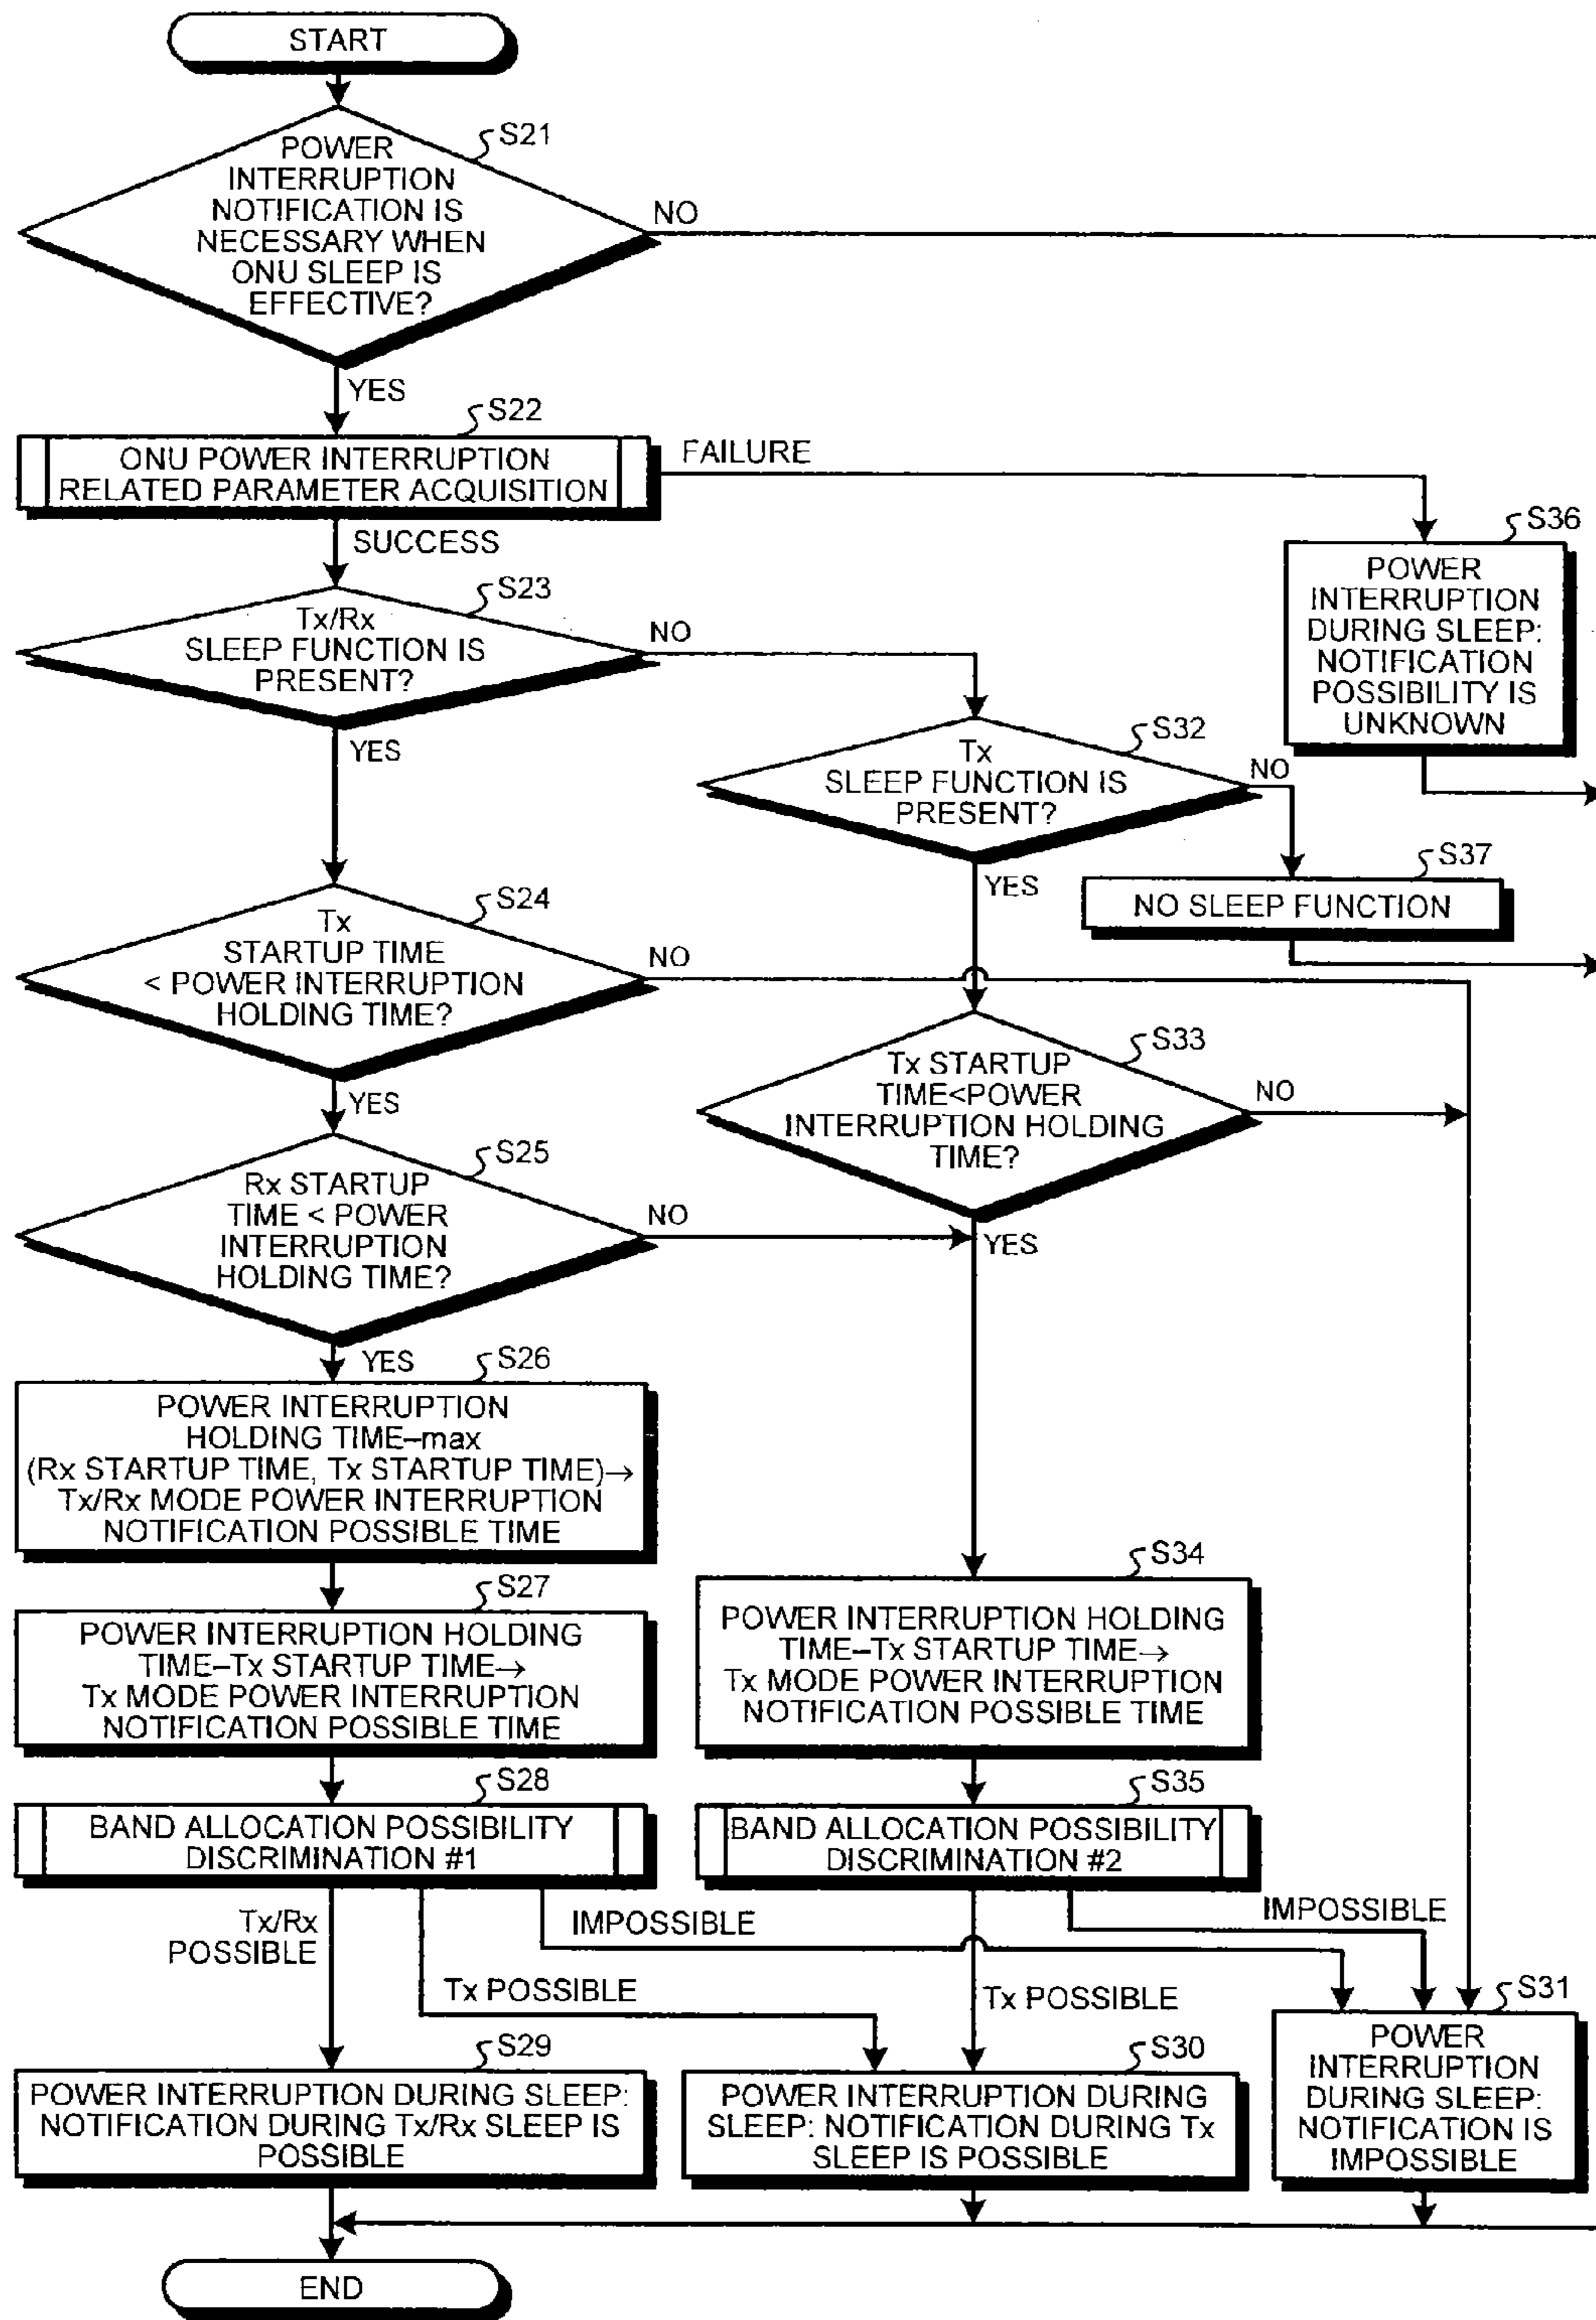 START
S21
POWER
INTERRUPTION
NOTIFICATION IS
NECESSARY WHEN
ONU SLEEP IS
EFFECTIVE?
NO
YES
S22
ONU POWER INTERRUPTION
RELATED PARAMETER ACQUISITION
FAILURE
SUCCESS
S36
POWER
INTERRUPTION
DURING SLEEP:
NOTIFICATION
POSSIBILITY IS
UNKNOWN
S23
Tx/Rx
SLEEP FUNCTION IS
PRESENT?
NO
YES
S32
Tx
SLEEP FUNCTION IS
PRESENT?
NO
YES
S37
NO SLEEP FUNCTION
S24
Tx
STARTUP TIME
< POWER INTERRUPTION
HOLDING TIME?
NO
YES
S33
Tx STARTUP
TIME<POWER
INTERRUPTION HOLDING
TIME?
NO
YES
S25
Rx STARTUP
TIME < POWER
INTERRUPTION
HOLDING TIME?
NO
YES
S26
POWER INTERRUPTION
HOLDING TIME–max
(Rx STARTUP TIME, Tx STARTUP TIME)→
Tx/Rx MODE POWER INTERRUPTION
NOTIFICATION POSSIBLE TIME
S27
POWER INTERRUPTION HOLDING
TIME–Tx STARTUP TIME→
Tx MODE POWER INTERRUPTION
NOTIFICATION POSSIBLE TIME
S34
POWER INTERRUPTION HOLDING
TIME–Tx STARTUP TIME→
Tx MODE POWER INTERRUPTION
NOTIFICATION POSSIBLE TIME
S28
BAND ALLOCATION POSSIBILITY
DISCRIMINATION #1
S35
BAND ALLOCATION POSSIBILITY
DISCRIMINATION #2
Tx/Rx
POSSIBLE
IMPOSSIBLE
Tx POSSIBLE
IMPOSSIBLE
Tx POSSIBLE
S29
POWER INTERRUPTION DURING SLEEP:
NOTIFICATION DURING Tx/Rx SLEEP IS
POSSIBLE
S30
POWER INTERRUPTION DURING
SLEEP: NOTIFICATION DURING Tx
SLEEP IS POSSIBLE
S31
POWER
INTERRUPTION
DURING SLEEP:
NOTIFICATION IS
IMPOSSIBLE
END